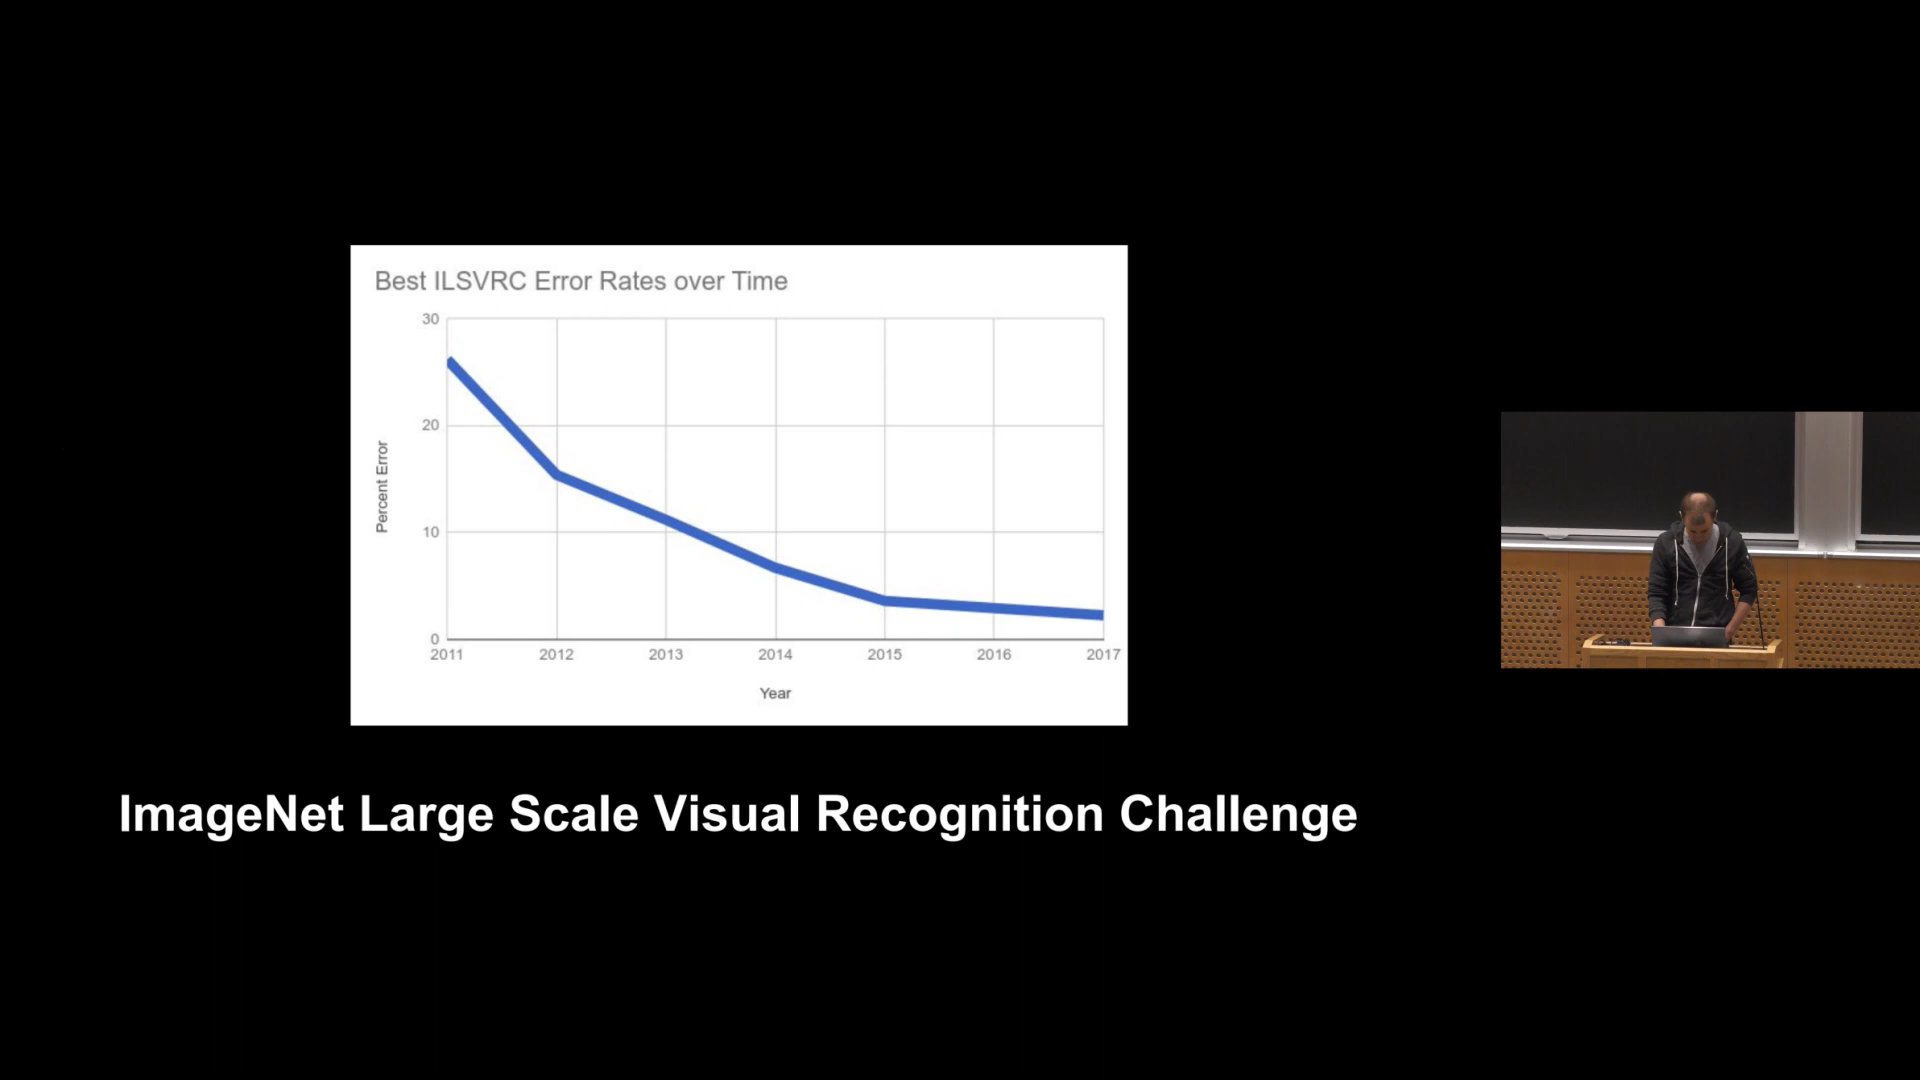 Best ILSVRC Error Rates over Time
30
20
10
0
Percent Error
2011 2012 2013 2014 2015 2016 2017
Year
ImageNet Large Scale Visual Recognition Challenge